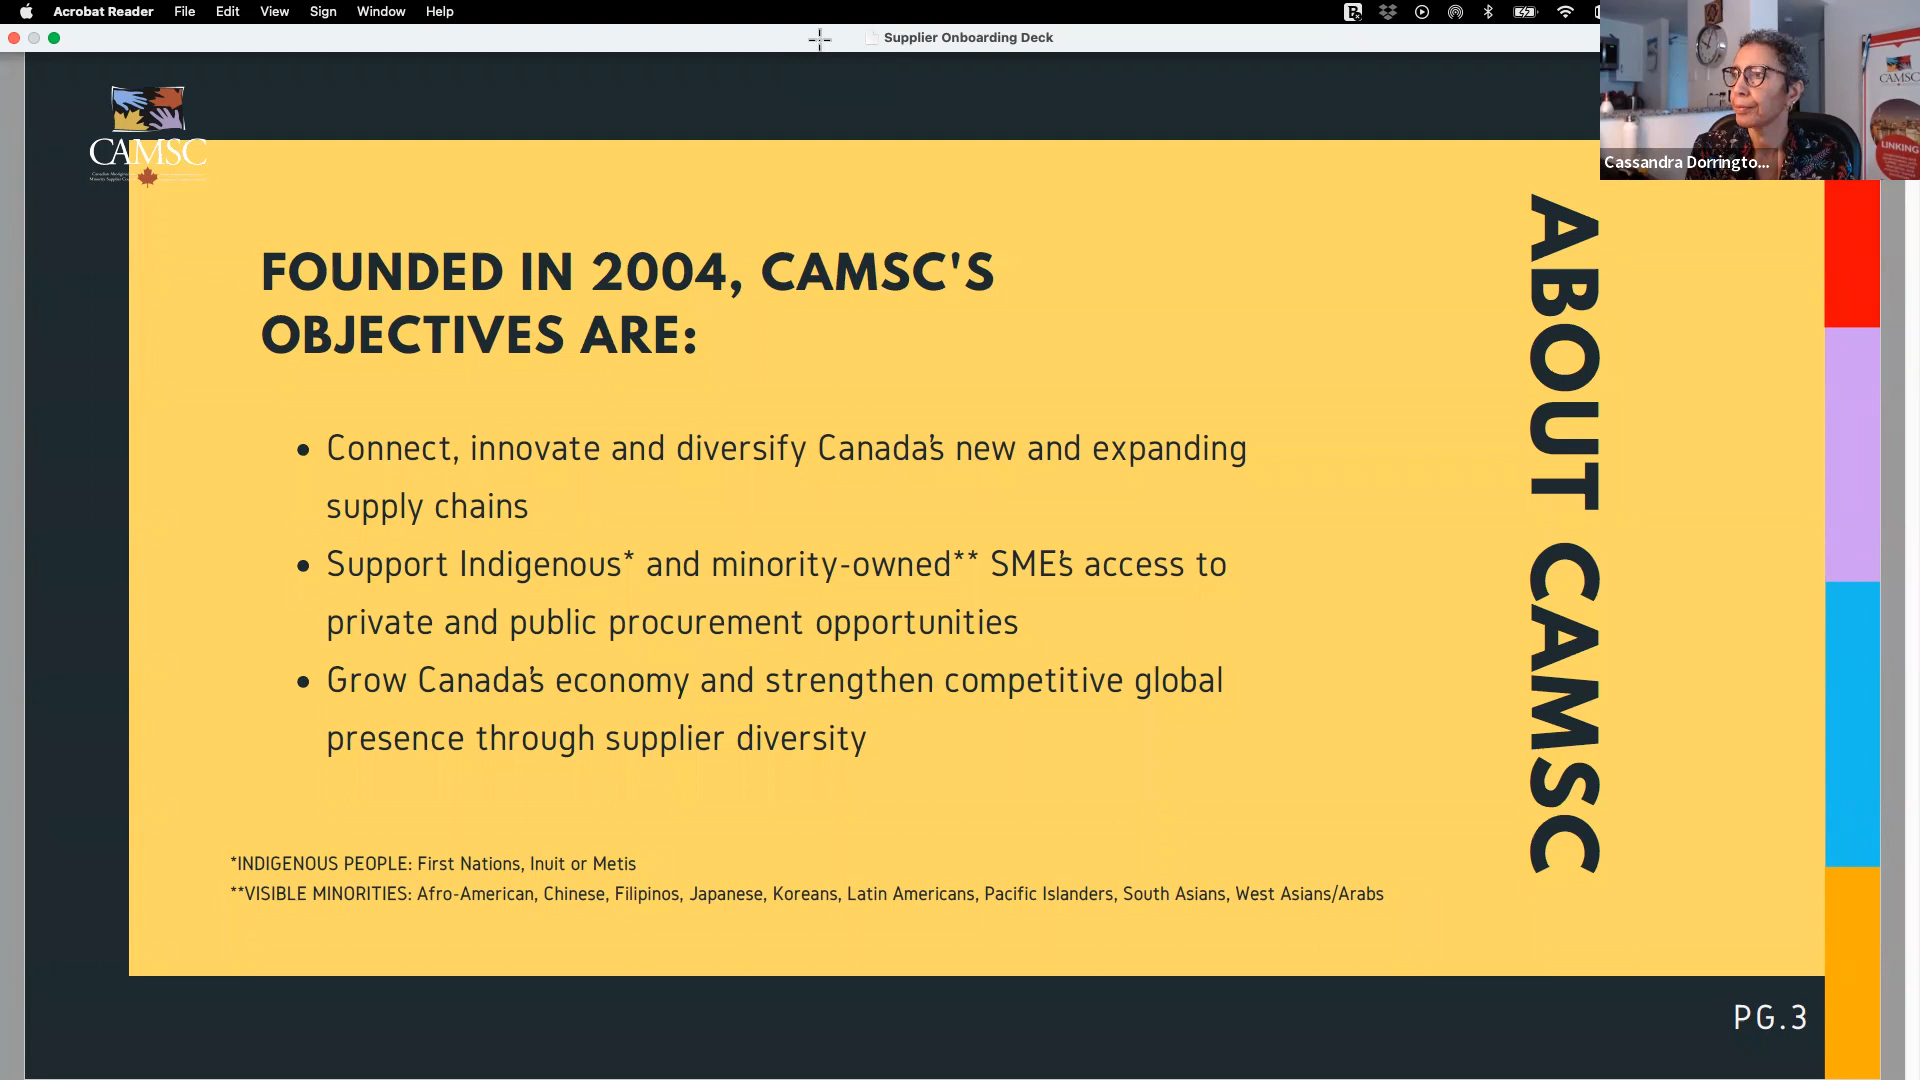 Acrobat Reader File Edit View Sign Window Help
Supplier Onboarding Deck
CAMSC
CAMSC
LINKING
Cassandra Dorringto...
FOUNDED IN 2004, CAMSC'S
OBJECTIVES ARE:
• Connect, innovate and diversify Canada's new and expanding
supply chains
• Support Indigenous* and minority-owned** SME's access to
private and public procurement opportunities
• Grow Canada's economy and strengthen competitive global
presence through supplier diversity
*INDIGENOUS PEOPLE: First Nations, Inuit or Metis
**VISIBLE MINORITIES: Afro-American, Chinese, Filipinos, Japanese, Koreans, Latin Americans, Pacific Islanders, South Asians, West Asians/Arabs
ABOUT CAMSC
PG.3